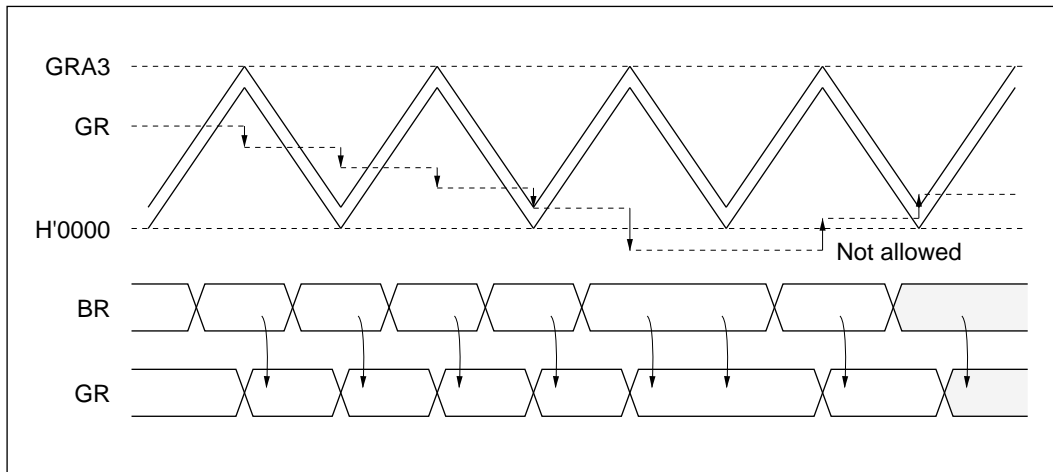 GRA3
GR
H'0000
Not allowed
BR
GR